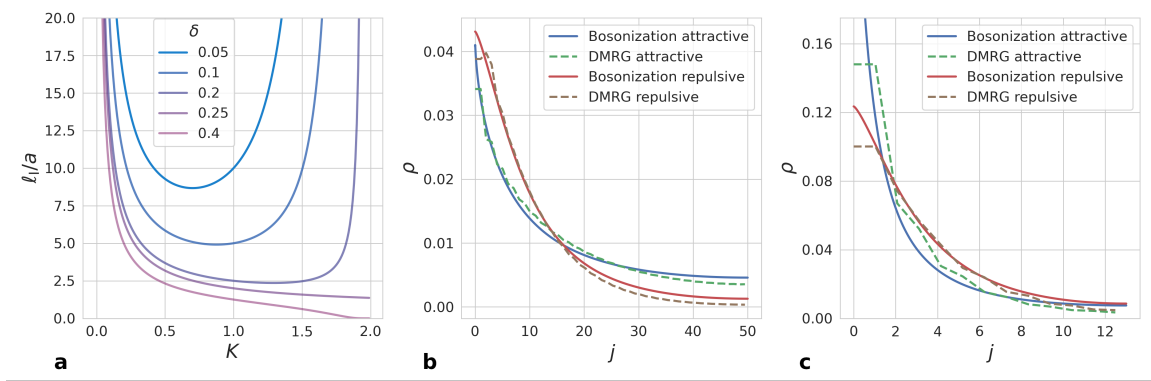 20.0
17.5
15.0
12.5
10.0
7.5
5.0
2.5
0.0
ℓ_I/a
δ
0.05
0.1
0.2
0.25
0.4
0.0 0.5 1.0 1.5 2.0
K
a
0.04
0.03
0.02
0.01
0.00
ρ
Bosonization attractive
DMRG attractive
Bosonization repulsive
DMRG repulsive
0 10 20 30 40 50
j
b
0.16
0.12
0.08
0.04
0.00
ρ
Bosonization attractive
DMRG attractive
Bosonization repulsive
DMRG repulsive
0 2 4 6 8 10 12
j
c